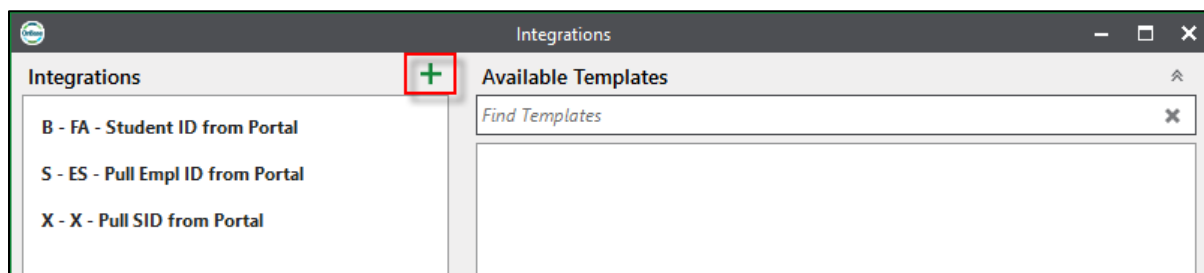 Integrations
Integrations
Available Templates
Find Templates
B - FA - Student ID from Portal
S - ES - Pull Empl ID from Portal
X - X - Pull SID from Portal